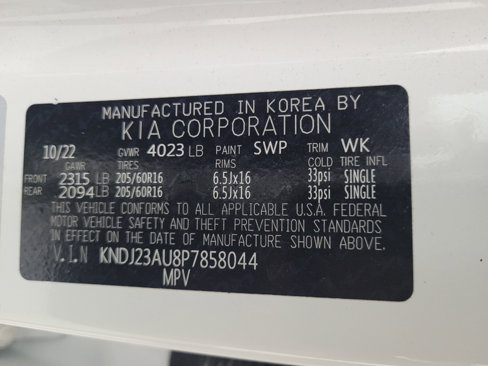 MANUFACTURED IN KOREA BY
KIA CORPORATION
10/22 GVWR 4023 LB PAINT SWP TRIM WK
GAWR TIRES RIMS COLD TIRE INFL
FRONT 2315 LB 205/60R16 6.5Jx16 33psi SINGLE
REAR 2094 LB 205/60R16 6.5Jx16 33psi SINGLE
THIS VEHICLE CONFORMS TO ALL APPLICABLE U.S.A. FEDERAL
MOTOR VEHICLE SAFETY AND THEFT PREVENTION STANDARDS
IN EFFECT ON THE DATE OF MANUFACTURE SHOWN ABOVE.
V.I.N KNDJ23AU8P7858044
MPV